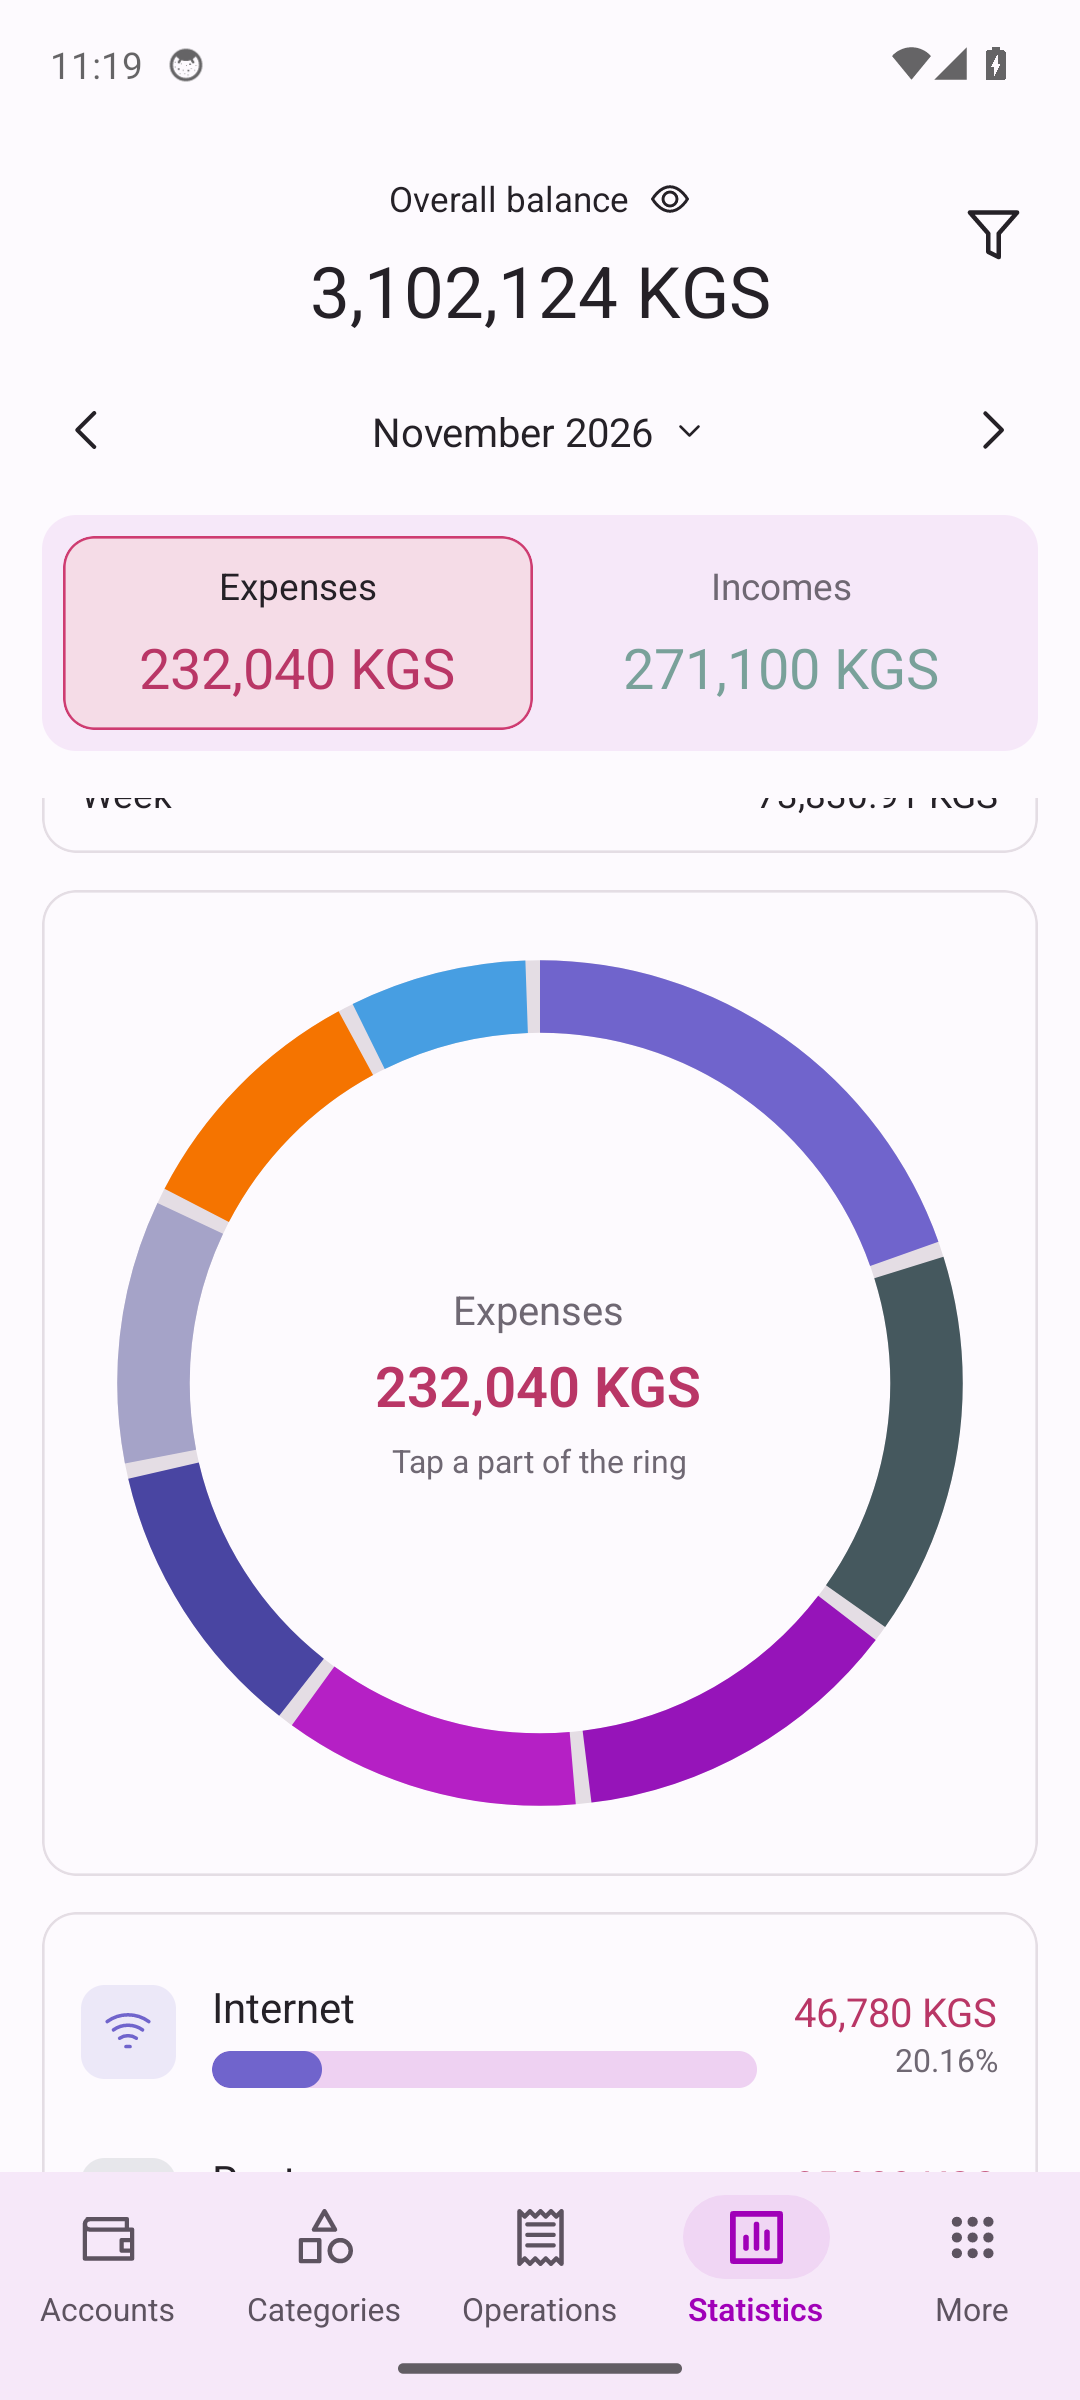 11:19
Overall balance
3,102,124 KGS
November 2026
Expenses
Incomes
232,040 KGS
271,100 KGS
Week
Expenses
232,040 KGS
Tap a part of the ring
Internet
46,780 KGS
20.16%
Accounts
Categories
Operations
Statistics
More